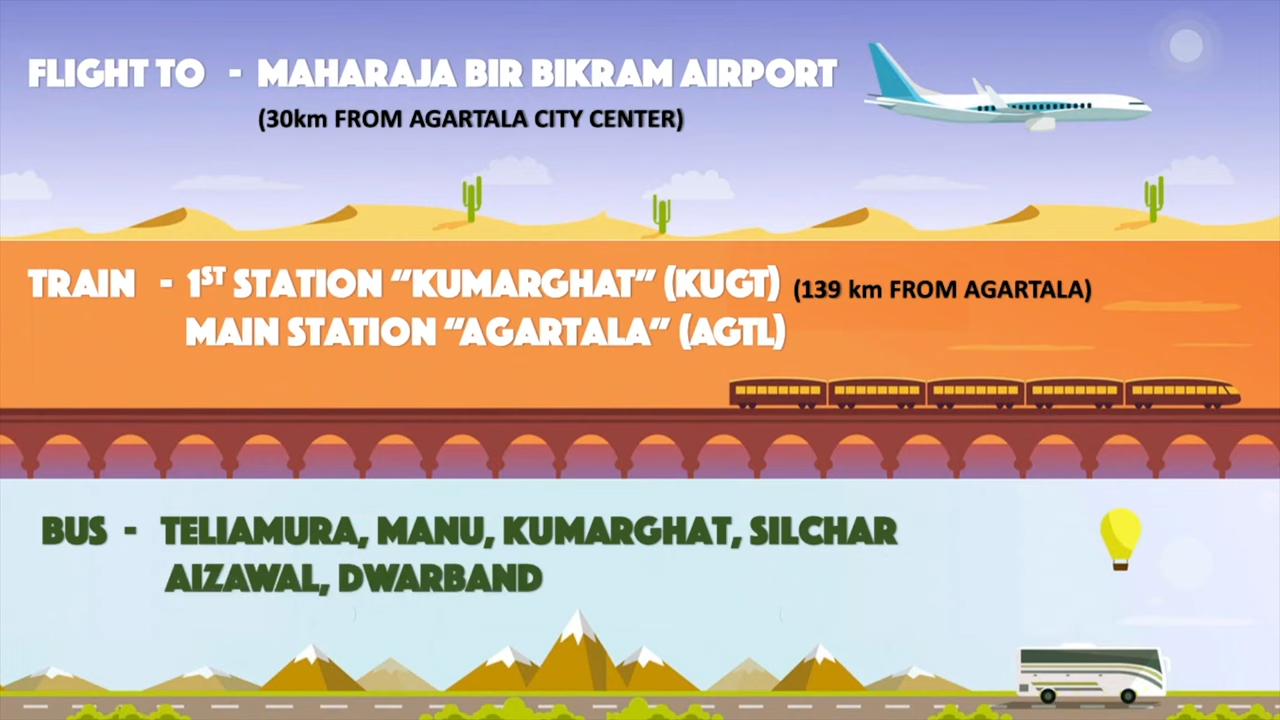 FLIGHT TO - MAHARAJA BIR BIKRAM AIRPORT
(30km FROM AGARTALA CITY CENTER)
TRAIN - 1ST STATION “KUMARGHAT” (KUGT) (139 km FROM AGARTALA)
MAIN STATION “AGARTALA” (AGTL)
BUS - TELIAMURA, MANU, KUMARGHAT, SILCHAR
AIZAWAL, DWARBAND